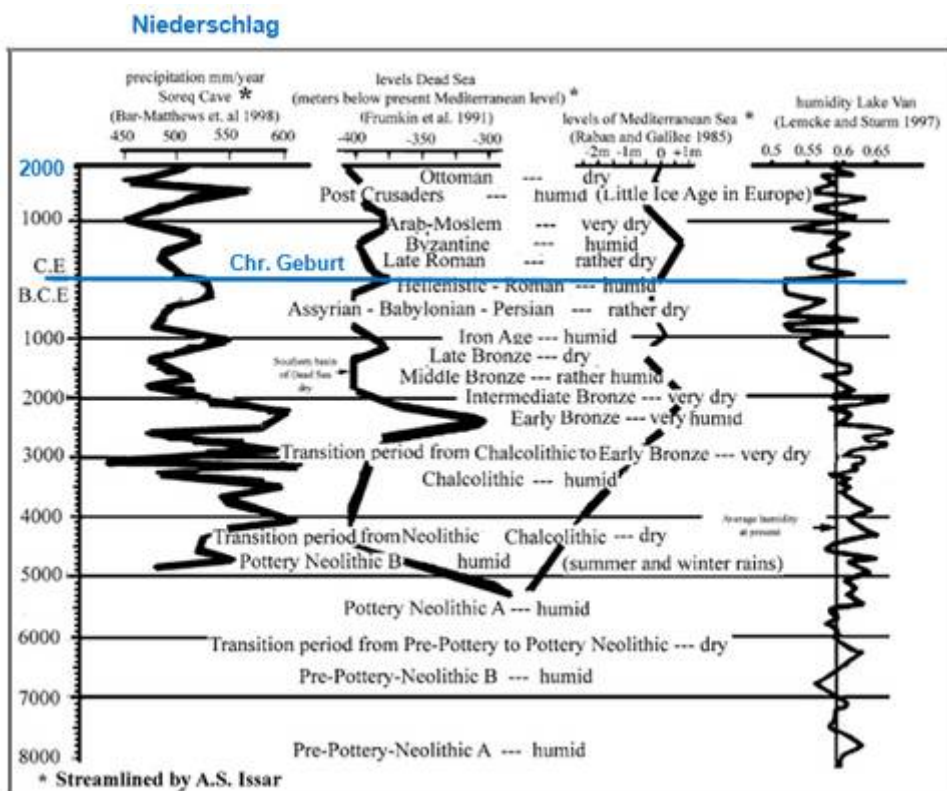 Niederschlag
precipitation mm/year
Soreq Cave *
(Bar-Matthews et. al 1998)
450 500 550 600
levels Dead Sea
(meters below present Mediterranean level) *
(Frumkin et al. 1991)
-400 -300
levels of Mediterranean Sea *
(Raban and Galilee 1985)
-2m -1m 0 +1m
humidity Lake Van
(Lemcke and Sturm 1997)
0.5 0.55 0.6 0.65
2000
Ottoman --- dry
Post Crusaders --- humid (Little Ice Age in Europe)
1000
Arab-Moslem --- very dry
Byzantine --- humid
Late Roman --- rather dry
C.E
Chr. Geburt
B.C.E
Hellenistic - Roman --- humid
Assyrian - Babylonian - Persian --- rather dry
1000
Iron Age --- humid
Late Bronze --- dry
Southern basin
of Dead Sea
dry
Middle Bronze --- rather humid
2000
Intermediate Bronze --- very dry
Early Bronze --- very humid
3000
Transition period from Chalcolithic to Early Bronze --- very dry
Chalcolithic --- humid
4000
Average humidity
at present
Transition period from Neolithic Chalcolithic --- dry
Pottery Neolithic B humid (summer and winter rains)
5000
Pottery Neolithic A --- humid
6000
Transition period from Pre-Pottery to Pottery Neolithic --- dry
Pre-Pottery-Neolithic B --- humid
7000
Pre-Pottery-Neolithic A --- humid
8000
* Streamlined by A.S. Issar